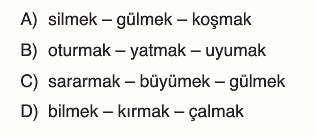 A) silmek – gülmek – koşmak
B) oturmak – yatmak – uyumak
C) sararmak – büyümek – gülmek
D) bilmek – kırmak – çalmak